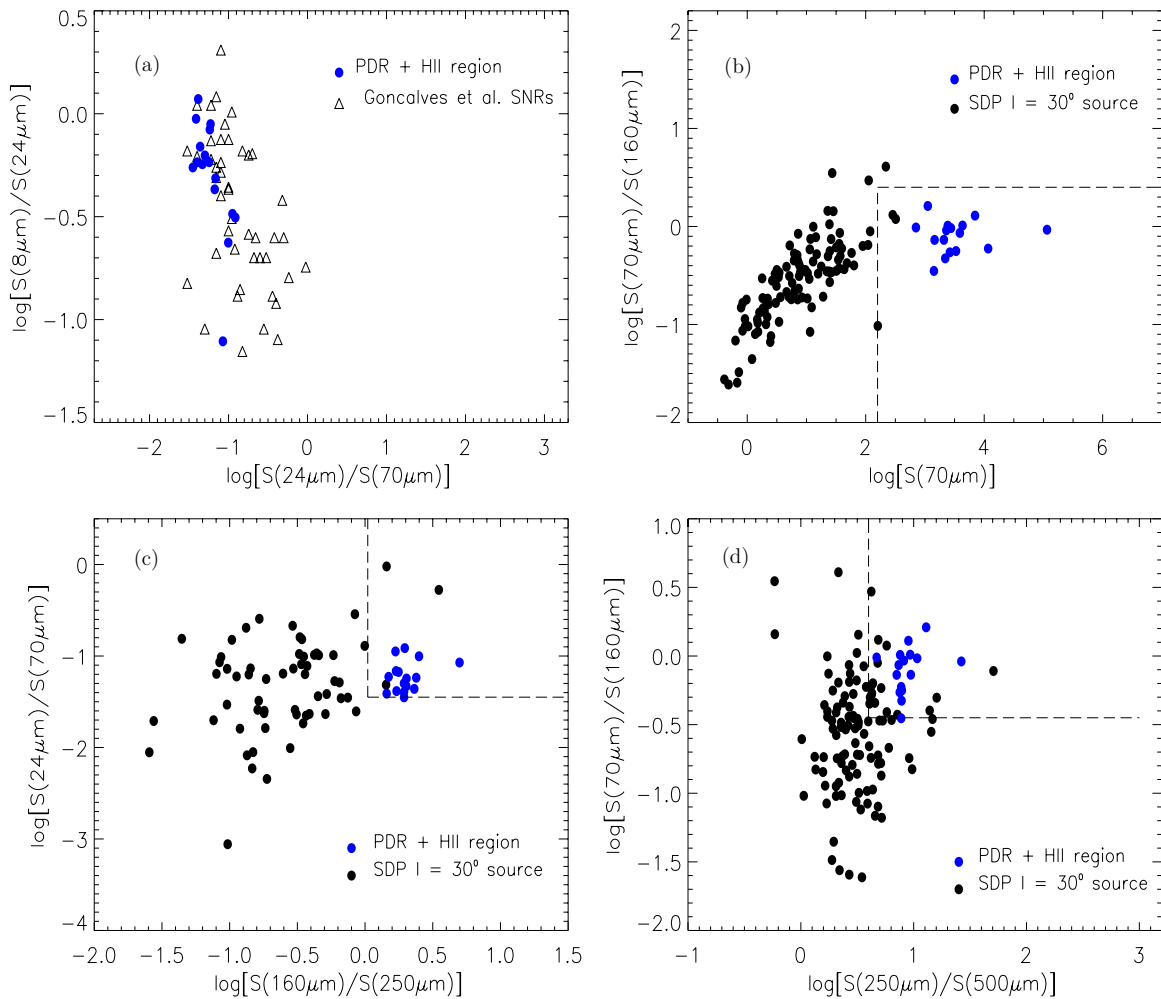 0.5
0.0
−0.5
−1.0
−1.5
log[S(8μm)/S(24μm)]
(a)
PDR + HII region
Goncalves et al. SNRs
−2 −1 0 1 2 3
log[S(24μm)/S(70μm)]
2
1
0
−1
−2
log[S(70μm)/S(160μm)]
(b)
PDR + HII region
SDP l = 30⁰ source
0 2 4 6
log[S(70μm)]
0
−1
−2
−3
−4
log[S(24μm)/S(70μm)]
(c)
PDR + HII region
SDP l = 30⁰ source
−2.0 −1.5 −1.0 −0.5 0.0 0.5 1.0 1.5
log[S(160μm)/S(250μm)]
1.0
0.5
0.0
−0.5
−1.0
−1.5
−2.0
log[S(70μm)/S(160μm)]
(d)
PDR + HII region
SDP l = 30⁰ source
−1 0 1 2 3
log[S(250μm)/S(500μm)]